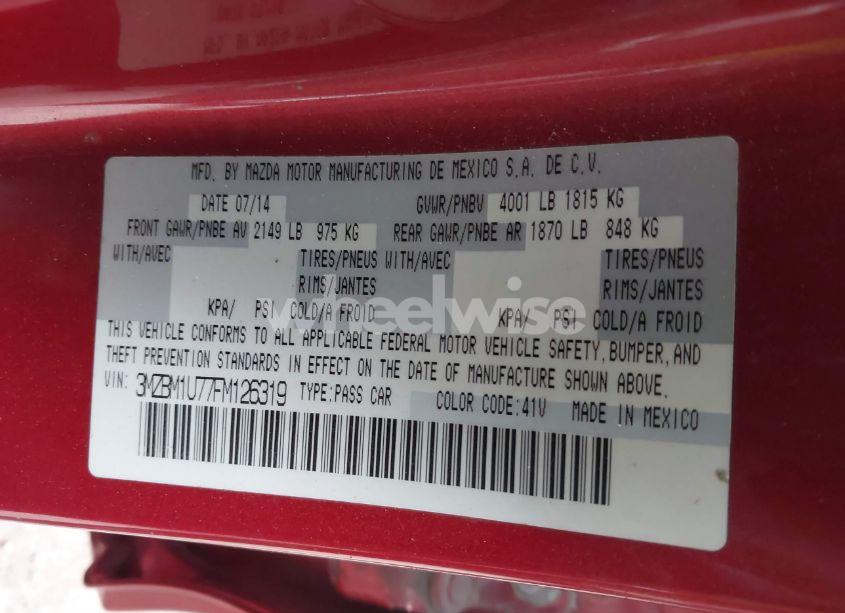 MFD. BY MAZDA MOTOR MANUFACTURING DE MEXICO S.A. DE C.V.
DATE 07/14 GVWR/PNBV 4001 LB 1815 KG
FRONT GAWR/PNBE AV 2149 LB 975 KG REAR GAWR/PNBE AR 1870 LB 848 KG
WITH/AVEC TIRES/PNEUS WITH/AVEC TIRES/PNEUS
RIMS/JANTES RIMS/JANTES
KPA/ PSI COLD/A FROID KPA/ PSI COLD/A FROID
wheelwise
THIS VEHICLE CONFORMS TO ALL APPLICABLE FEDERAL MOTOR VEHICLE SAFETY, BUMPER, AND
THEFT PREVENTION STANDARDS IN EFFECT ON THE DATE OF MANUFACTURE SHOWN ABOVE.
VIN: 3MZBM1U77FM126319 TYPE:PASS CAR COLOR CODE:41V MADE IN MEXICO